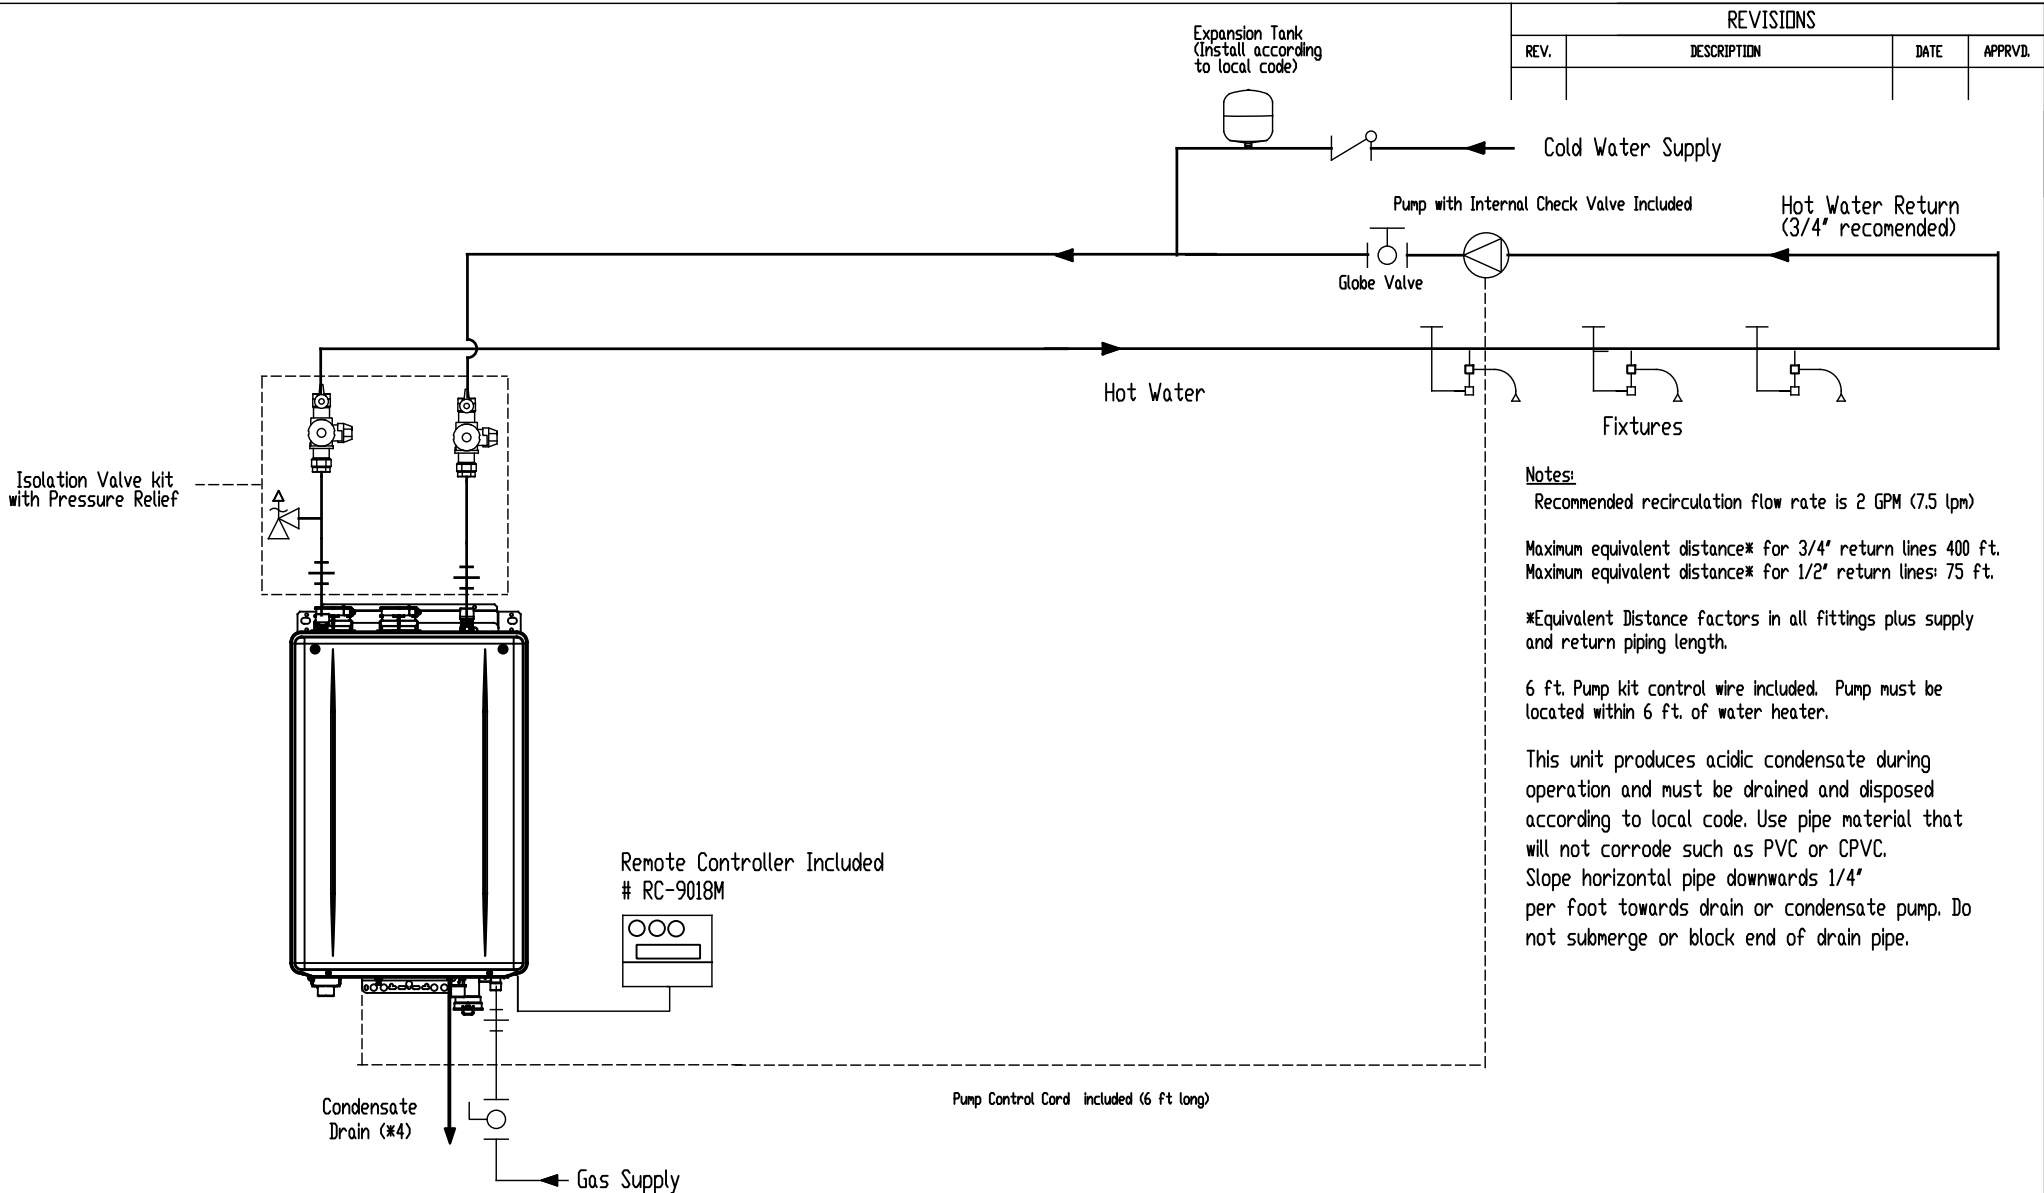 REVISIONS
REV.
DESCRIPTION
DATE
APPRVD.
Expansion Tank
(Install according
to local code)
Cold Water Supply
Pump with Internal Check Valve Included
Hot Water Return
(3/4" recomended)
Globe Valve
Hot Water
Fixtures
Isolation Valve kit
with Pressure Relief
Notes:
Recommended recirculation flow rate is 2 GPM (7.5 lpm)
Maximum equivalent distance* for 3/4" return lines 400 ft.
Maximum equivalent distance* for 1/2" return lines: 75 ft.
*Equivalent Distance factors in all fittings plus supply
and return piping length.
6 ft. Pump kit control wire included. Pump must be
located within 6 ft. of water heater.
This unit produces acidic condensate during
operation and must be drained and disposed
according to local code. Use pipe material that
will not corrode such as PVC or CPVC.
Slope horizontal pipe downwards 1/4"
per foot towards drain or condensate pump. Do
not submerge or block end of drain pipe.
Remote Controller Included
# RC-9018M
Pump Control Cord included (6 ft long)
Condensate
Drain (*4)
Gas Supply